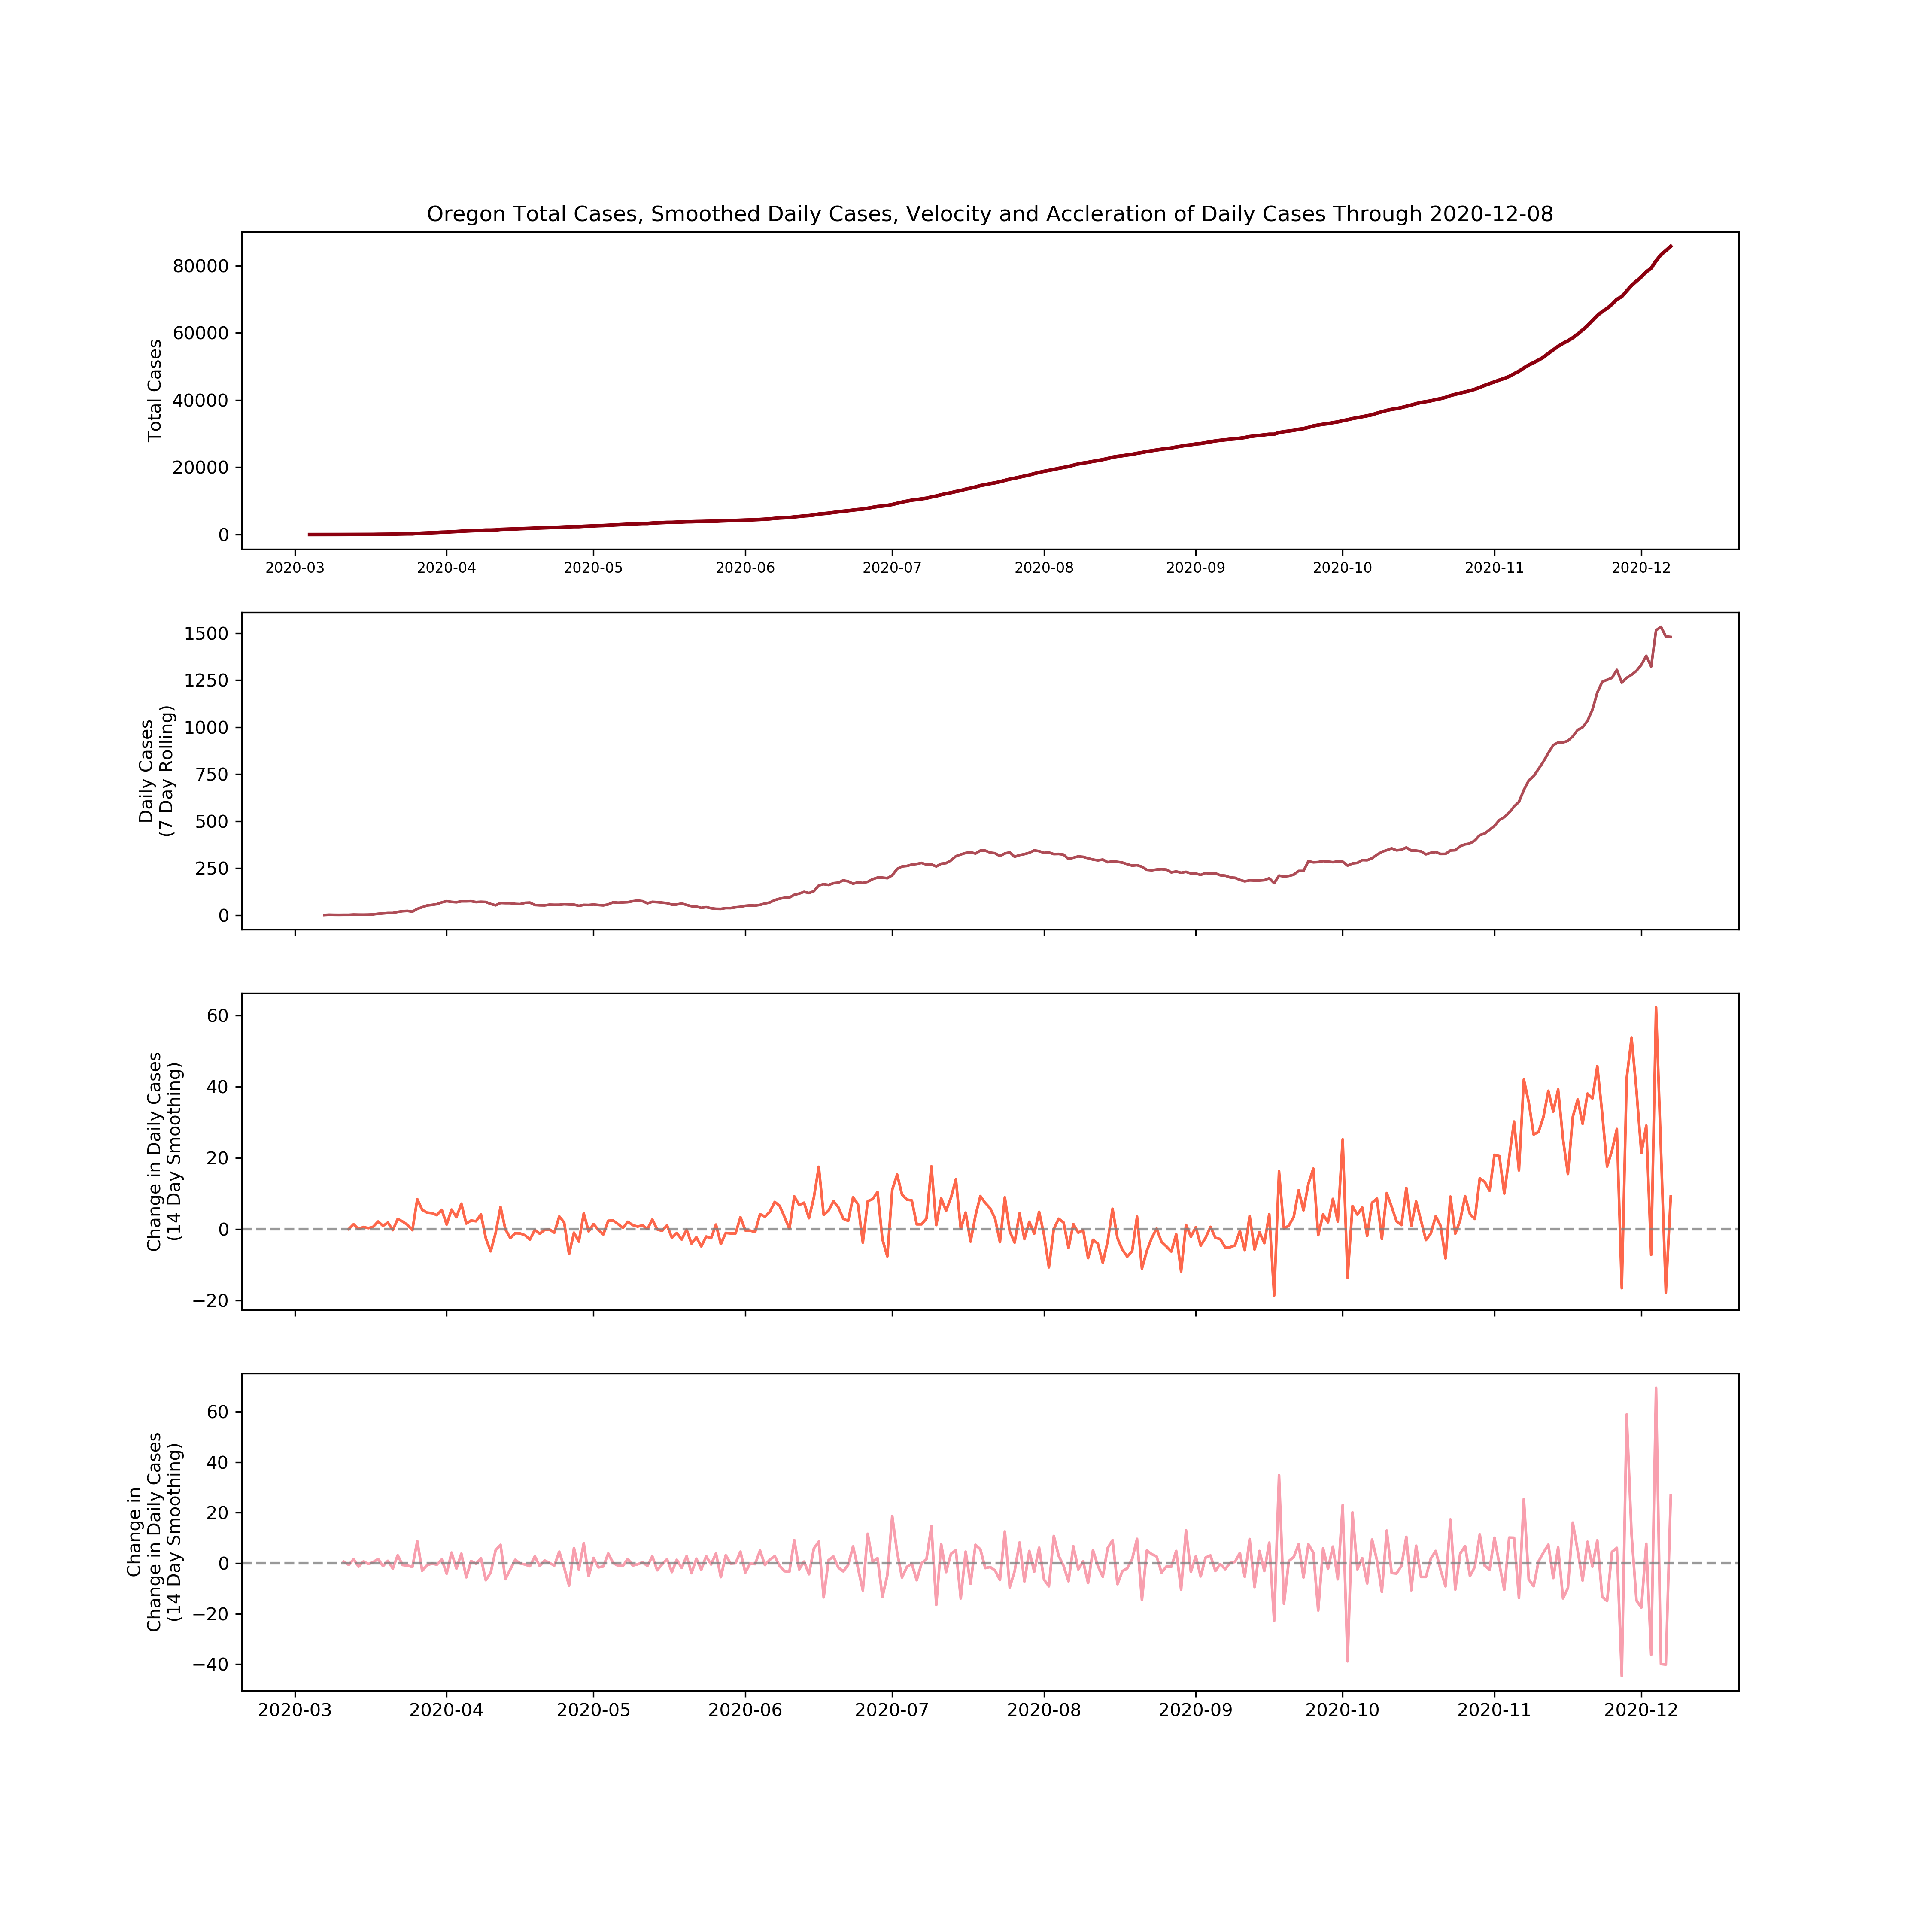 Oregon Total Cases, Smoothed Daily Cases, Velocity and Accleration of Daily Cases Through 2020-12-08
Total Cases
80000
60000
40000
20000
0
2020-03 2020-04 2020-05 2020-06 2020-07 2020-08 2020-09 2020-10 2020-11 2020-12
Daily Cases
(7 Day Rolling)
1500
1250
1000
750
500
250
0
Change in Daily Cases
(14 Day Smoothing)
60
40
20
0
−20
Change in
Change in Daily Cases
(14 Day Smoothing)
60
40
20
0
−20
−40
2020-03 2020-04 2020-05 2020-06 2020-07 2020-08 2020-09 2020-10 2020-11 2020-12